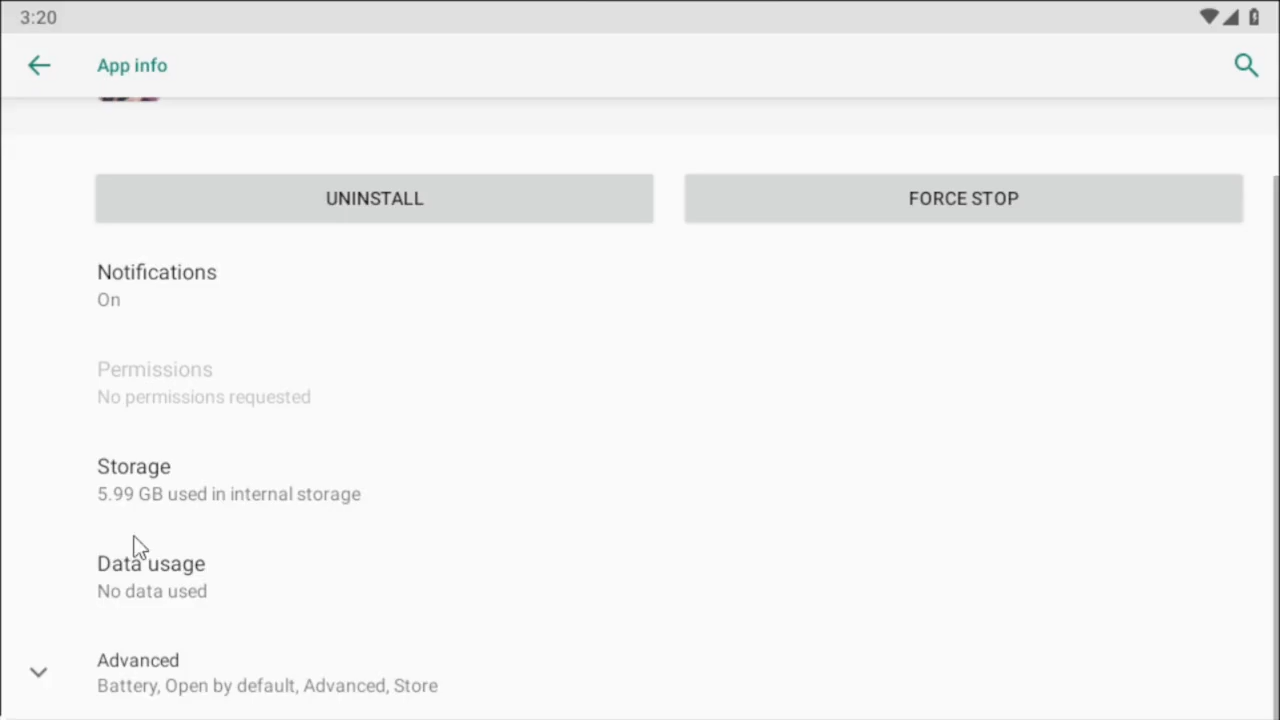 3:20
App info
UNINSTALL
FORCE STOP
Notifications
On
Permissions
No permissions requested
Storage
5.99 GB used in internal storage
Data usage
No data used
Advanced
Battery, Open by default, Advanced, Store